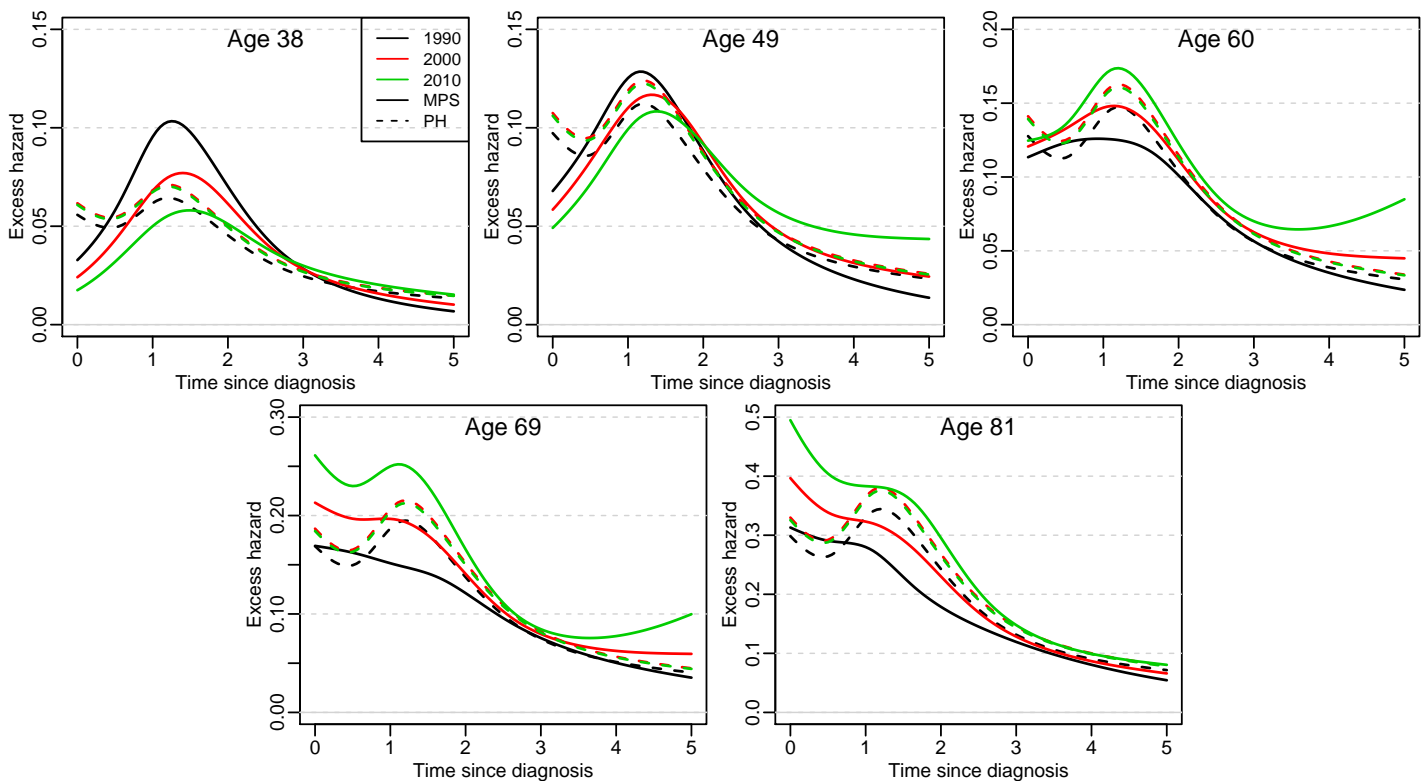 Age 38
Excess hazard
0.00 0.05 0.10 0.15
1990
2000
2010
MPS
PH
0 1 2 3 4 5
Time since diagnosis
Age 49
Excess hazard
0.00 0.05 0.10 0.15
0 1 2 3 4 5
Time since diagnosis
Age 60
Excess hazard
0.00 0.05 0.10 0.15 0.20
0 1 2 3 4 5
Time since diagnosis
Age 69
Excess hazard
0.00 0.10 0.20 0.30
0 1 2 3 4 5
Time since diagnosis
Age 81
Excess hazard
0.0 0.1 0.2 0.3 0.4 0.5
0 1 2 3 4 5
Time since diagnosis